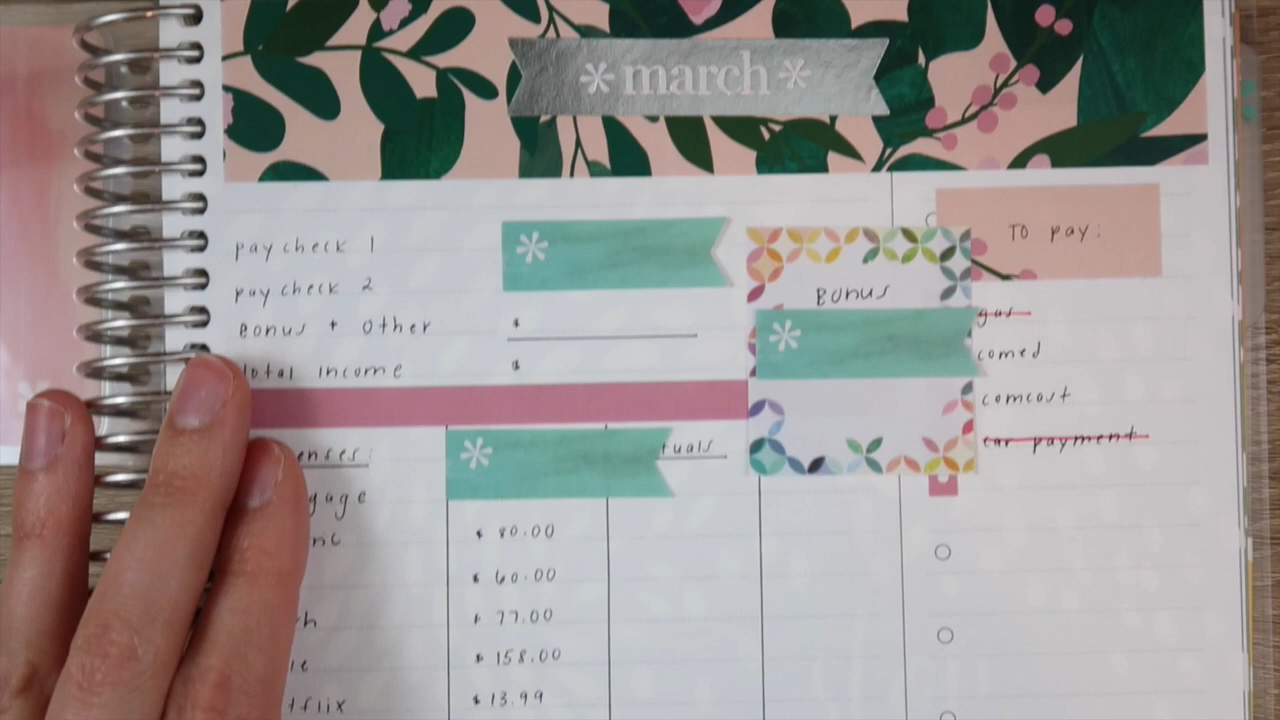 *march*
paycheck 1
paycheck 2
Bonus + other $
total income $
Bonus
TO pay:
gas
comed
comcast
car payment
$ 80.00
$ 60.00
$ 77.00
$ 158.00
$ 13.99